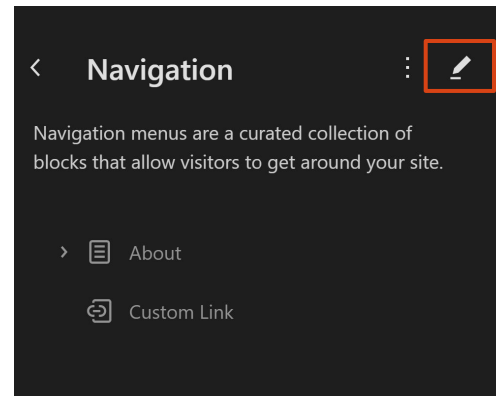 Navigation
Navigation menus are a curated collection of
blocks that allow visitors to get around your site.
About
Custom Link